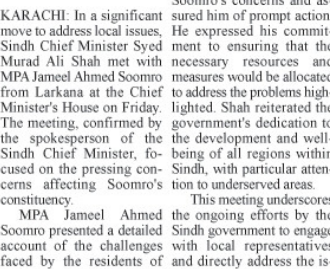 KARACHI: In a significant
move to address local issues,
Sindh Chief Minister Syed
Murad Ali Shah met with
MPA Jameel Ahmed Soomro
from Larkana at the Chief
Minister's House on Friday.
The meeting, confirmed by
the spokesperson of the
Sindh Chief Minister, fo-
cused on the pressing con-
cerns affecting Soomro's
constituency.
MPA Jameel Ahmed
Soomro presented a detailed
account of the challenges
faced by the residents of
Soomro's concerns and as-
sured him of prompt action.
He expressed his commit-
ment to ensuring that the
necessary resources and
measures would be allocated
to address the problems high-
lighted. Shah reiterated the
government's dedication to
the development and well-
being of all regions within
Sindh, with particular atten-
tion to underserved areas.
This meeting underscores
the ongoing efforts by the
Sindh government to engage
with local representatives
and directly address the is-